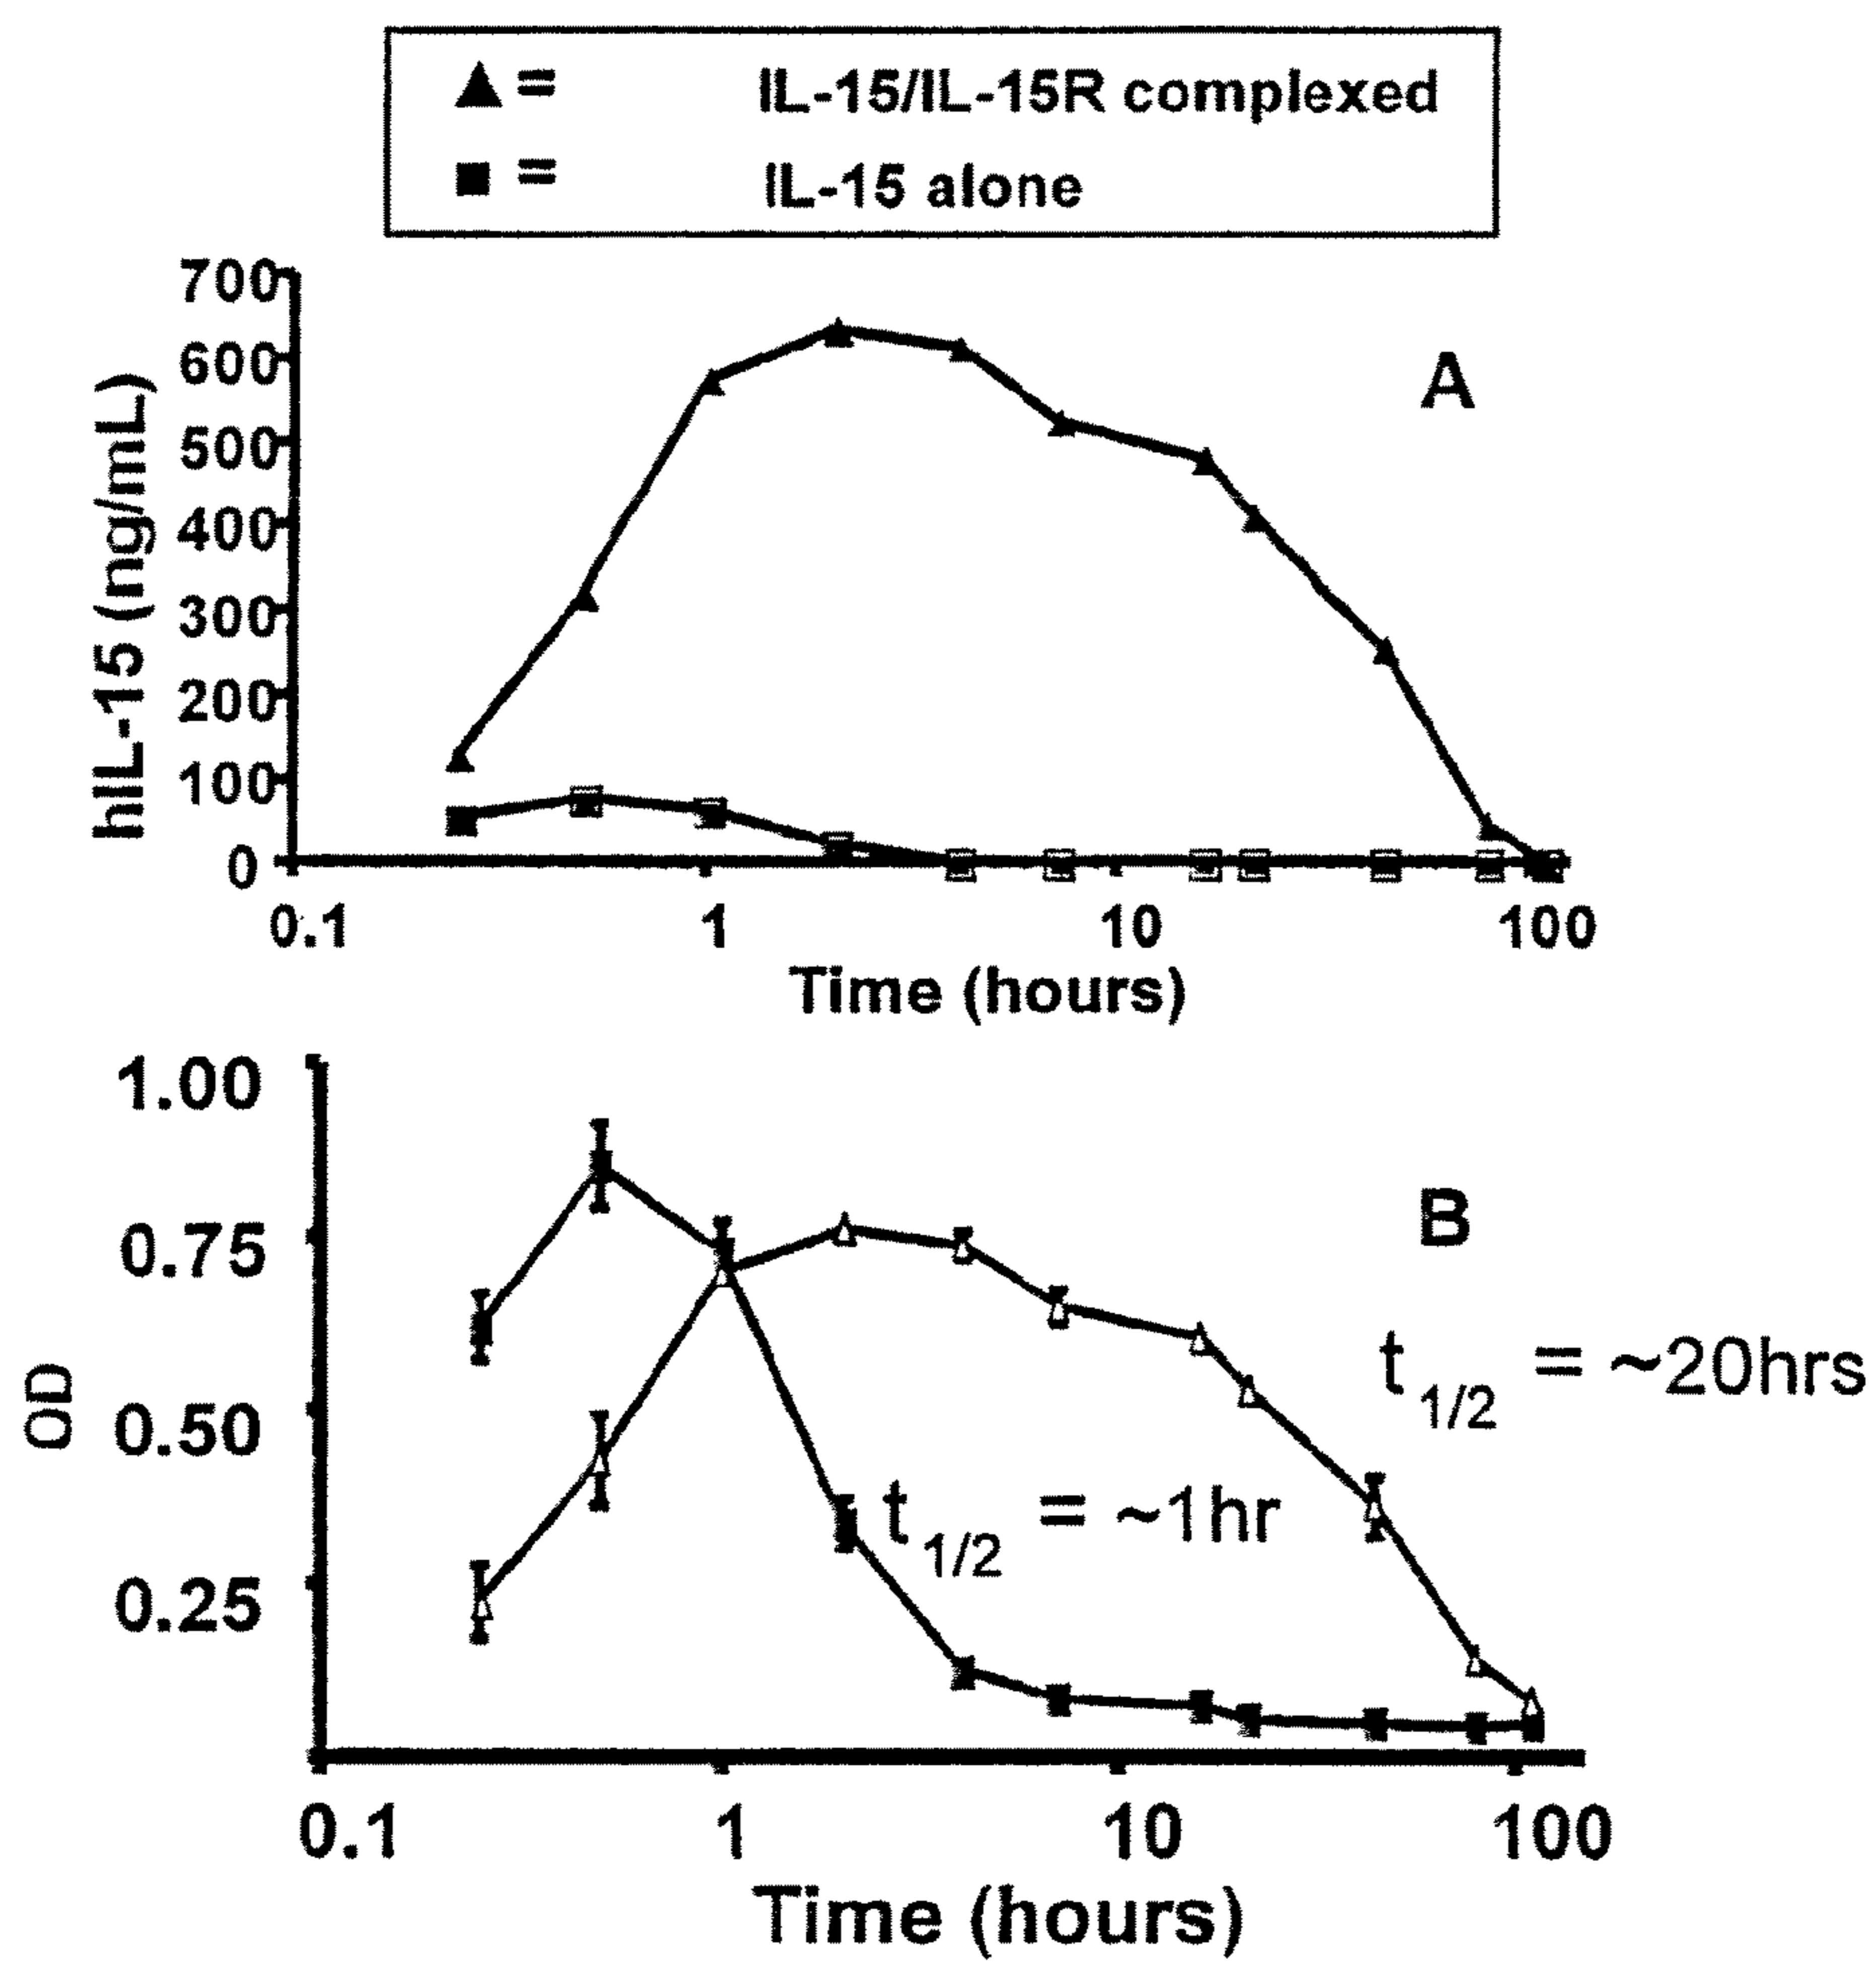 ▲ = IL-15/IL-15R complexed
■ = IL-15 alone
A
hIL-15 (ng/mL)
700
600
500
400
300
200
100
0
0.1 1 10 100
Time (hours)
B
OD
1.00
0.75
0.50
0.25
t1/2 = ~20hrs
t1/2 = ~1hr
0.1 1 10 100
Time (hours)